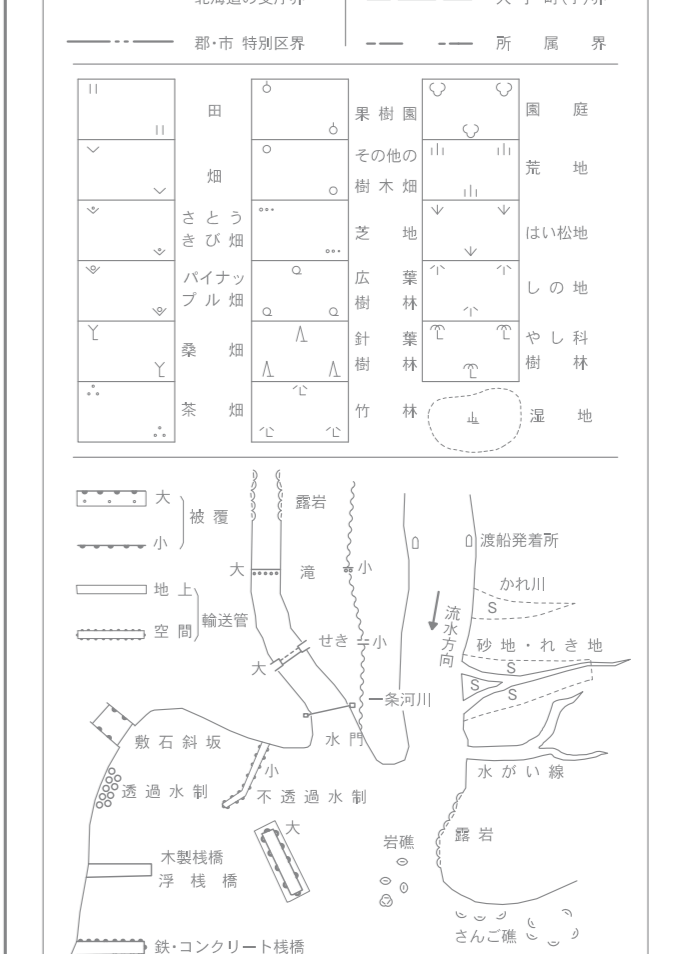 郡・市 特別区界
所属界
田
畑
さとう
きび畑
パイナッ
プル畑
桑畑
茶畑
果樹園
その他の
樹木畑
芝地
広葉
樹林
針葉
樹林
竹林
園庭
荒地
はい松地
しの地
やし科
樹林
湿地
大
小
被覆
地上
空間
輸送管
露岩
大
滝
小
せき
小
大
一条河川
水門
渡船発着所
かれ川
S
流水方向
砂地・れき地
S
S
S
敷石斜坂
小
透過水制
不透過水制
大
水がい線
木製桟橋
浮桟橋
岩礁
露岩
さんご礁
鉄・コンクリート桟橋